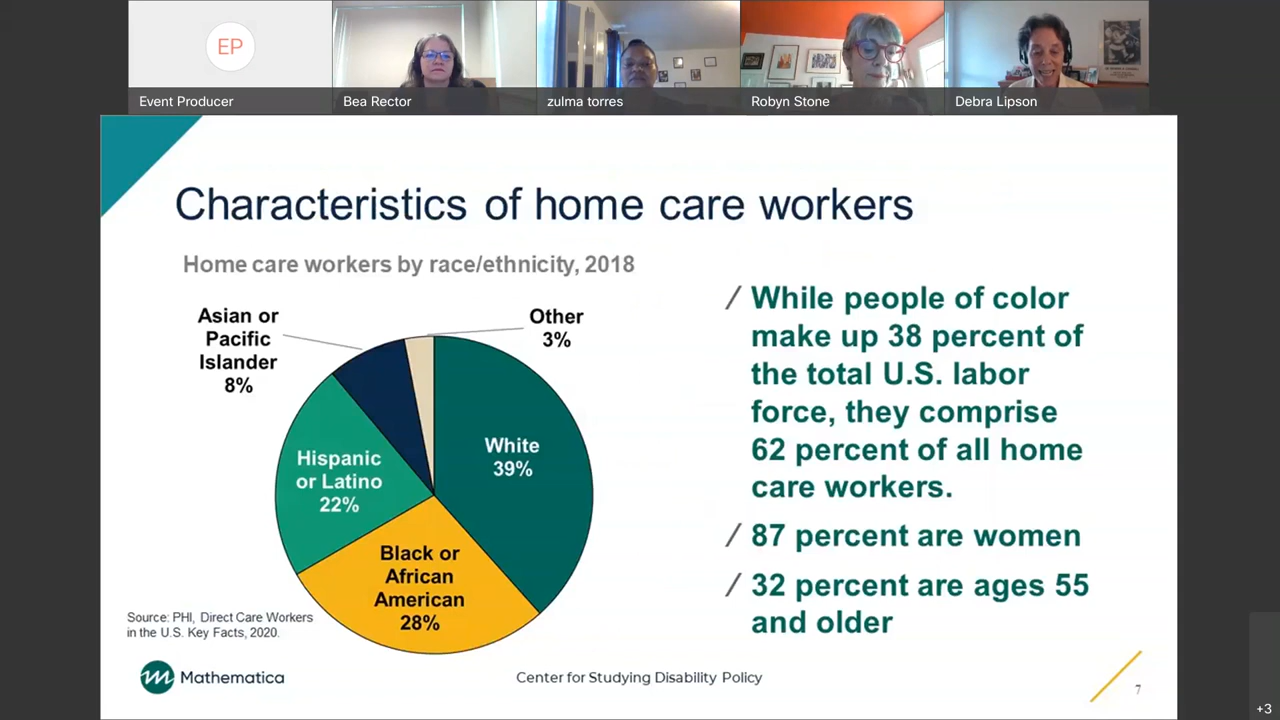 EP
Event Producer
Bea Rector
zulma torres
Robyn Stone
Debra Lipson
Characteristics of home care workers
Home care workers by race/ethnicity, 2018
Asian or
Pacific
Islander
8%
Other
3%
White
39%
Hispanic
or Latino
22%
Black or
African
American
28%
/ While people of color
make up 38 percent of
the total U.S. labor
force, they comprise
62 percent of all home
care workers.
/ 87 percent are women
/ 32 percent are ages 55
and older
Source: PHI, Direct Care Workers
in the U.S. Key Facts, 2020.
Mathematica
Center for Studying Disability Policy
7
+3